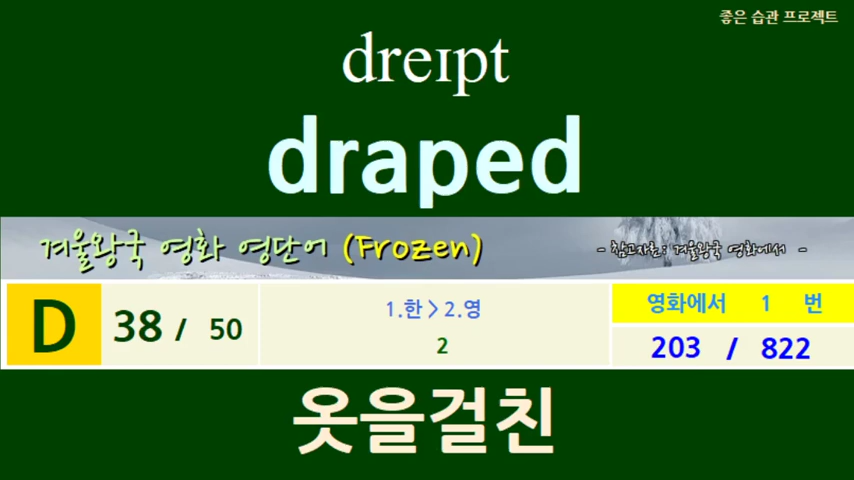 좋은 습관 프로젝트
dreɪpt
draped
겨울왕국 영화 영단어 (Frozen)
- 참고자료: 겨울왕국 영화에서 -
D 38 / 50
1.한 > 2.영
2
영화에서 1 번
203 / 822
옷을걸친